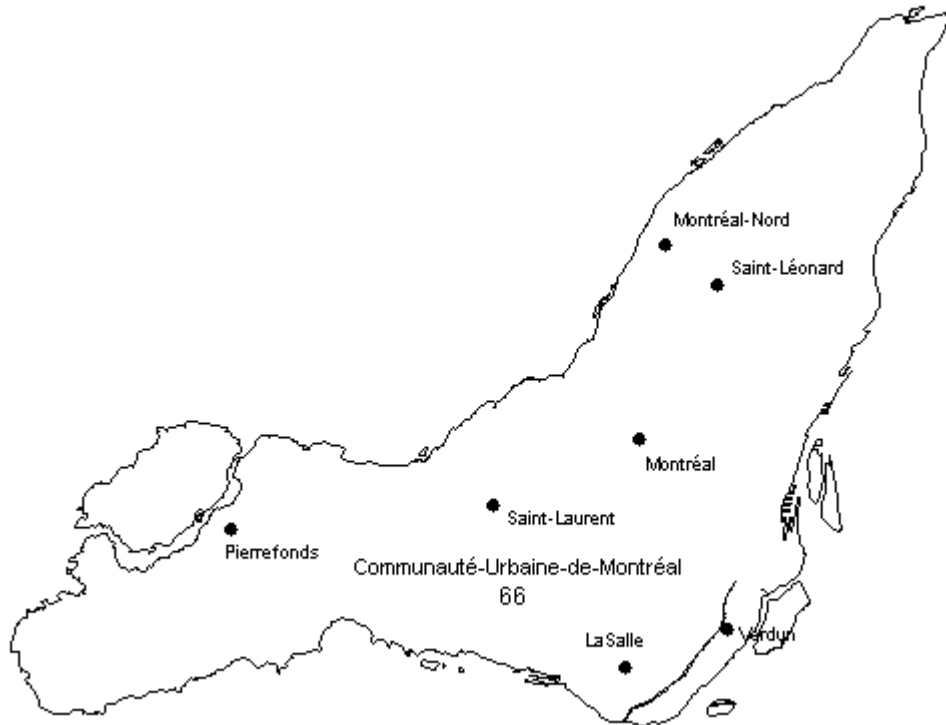 Montréal-Nord
Saint-Léonard
Montréal
Saint-Laurent
Pierrefonds
Communauté-Urbaine-de-Montréal
66
Verdun
LaSalle